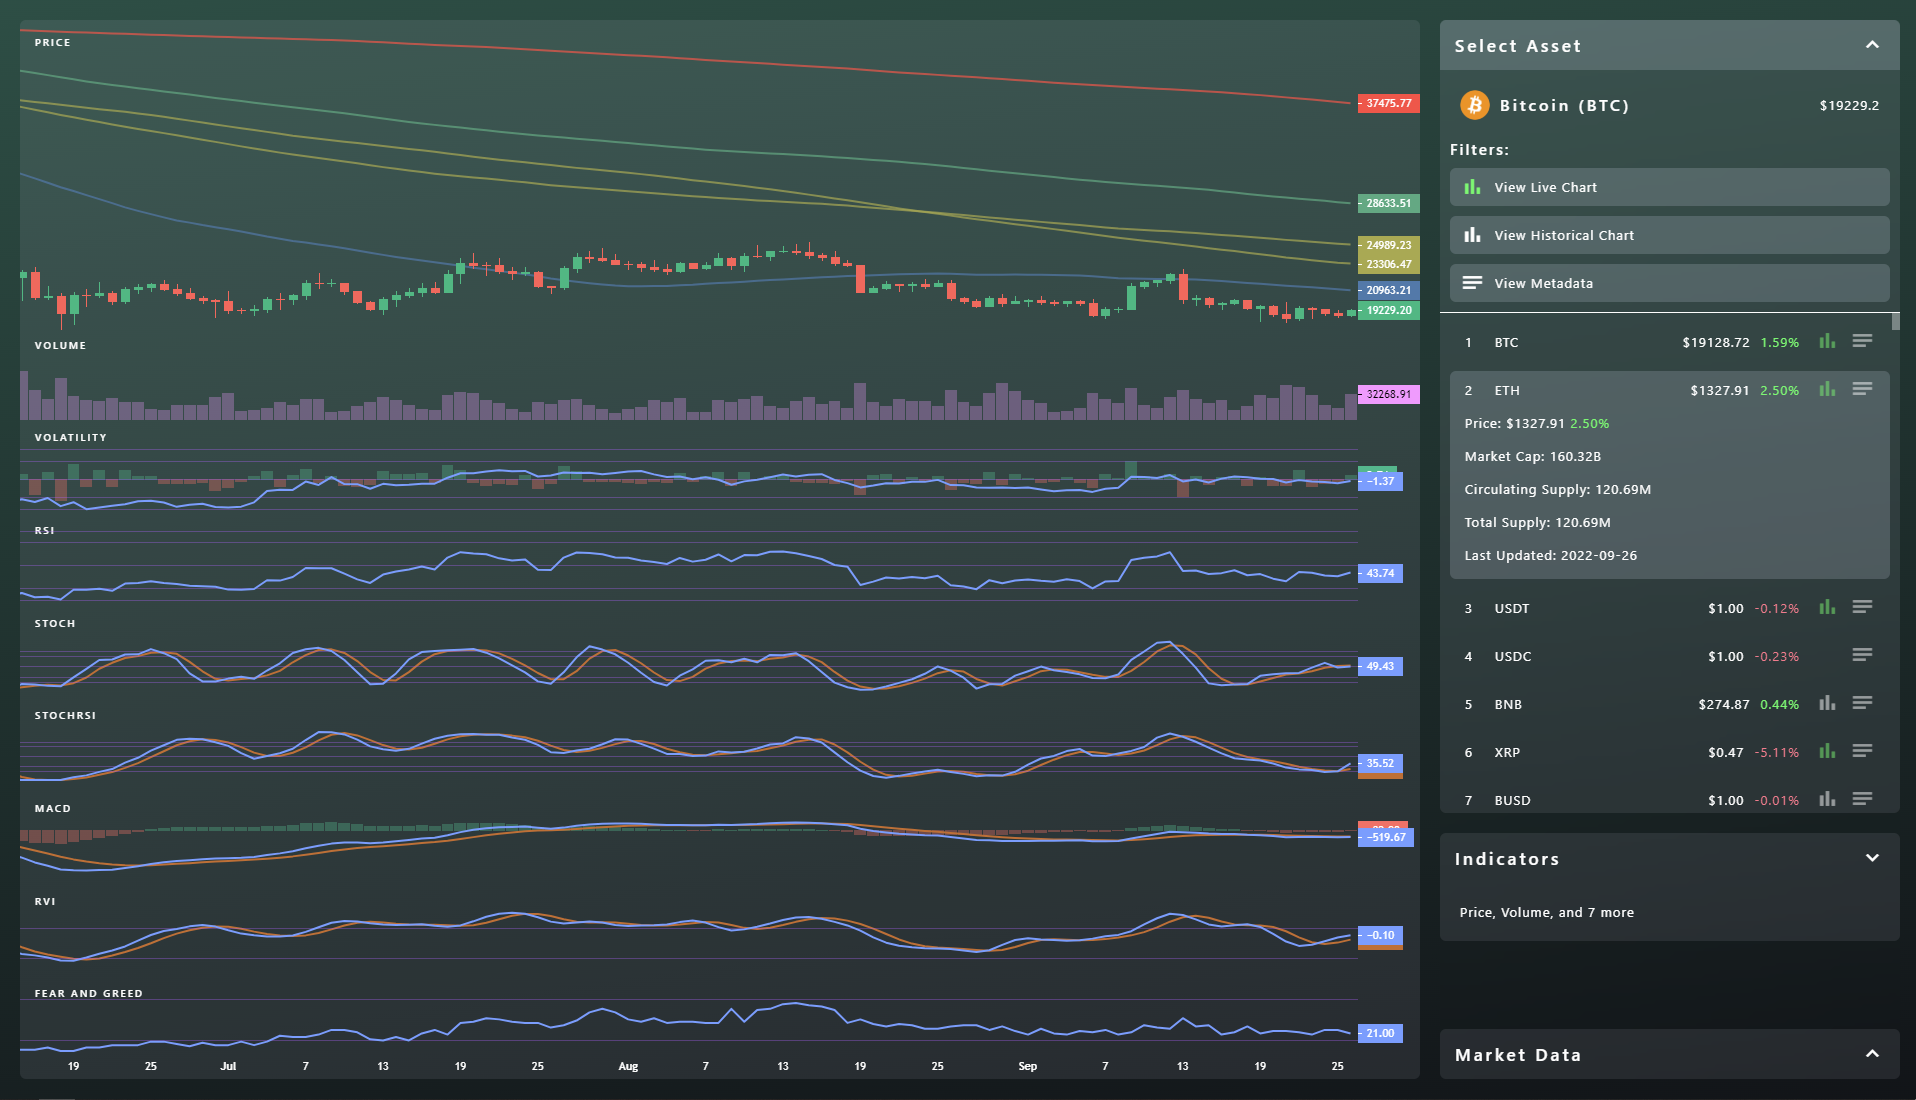 PRICE
37475.77
28633.51
24989.23
23306.47
20963.21
19229.20
VOLUME
32268.91
VOLATILITY
−1.37
RSI
43.74
STOCH
49.43
STOCHRSI
35.52
MACD
−519.67
RVI
−0.10
FEAR AND GREED
21.00
19 25 Jul 7 13 19 25 Aug 7 13 19 25 Sep 7 13 19 25
Select Asset
Bitcoin (BTC) $19229.2
Filters:
View Live Chart
View Historical Chart
View Metadata
1 BTC $19128.72 1.59%
2 ETH $1327.91 2.50%
Price: $1327.91 2.50%
Market Cap: 160.32B
Circulating Supply: 120.69M
Total Supply: 120.69M
Last Updated: 2022-09-26
3 USDT $1.00 -0.12%
4 USDC $1.00 -0.23%
5 BNB $274.87 0.44%
6 XRP $0.47 -5.11%
7 BUSD $1.00 -0.01%
Indicators
Price, Volume, and 7 more
Market Data